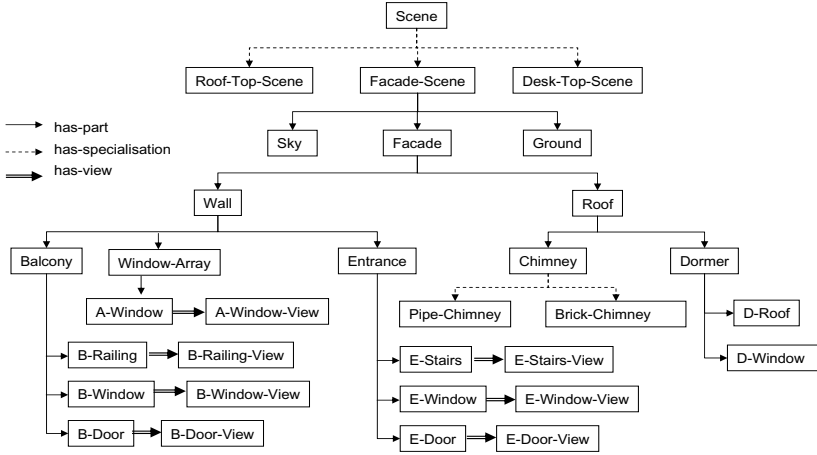 Scene
Roof-Top-Scene
Facade-Scene
Desk-Top-Scene
has-part
has-specialisation
has-view
Sky
Facade
Ground
Wall
Roof
Balcony
Window-Array
Entrance
Chimney
Dormer
A-Window
A-Window-View
Pipe-Chimney
Brick-Chimney
D-Roof
B-Railing
B-Railing-View
E-Stairs
E-Stairs-View
D-Window
B-Window
B-Window-View
E-Window
E-Window-View
B-Door
B-Door-View
E-Door
E-Door-View